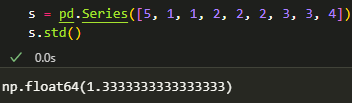 s = pd.Series([5, 1, 1, 2, 2, 2, 3, 3, 4])
s.std()
✓ 0.0s
np.float64(1.3333333333333333)